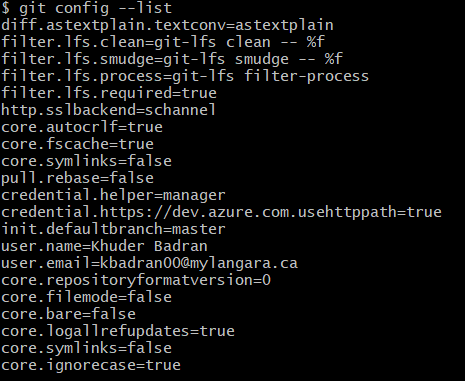 $ git config --list
diff.astextplain.textconv=astextplain
filter.lfs.clean=git-lfs clean -- %f
filter.lfs.smudge=git-lfs smudge -- %f
filter.lfs.process=git-lfs filter-process
filter.lfs.required=true
http.sslbackend=schannel
core.autocrlf=true
core.fscache=true
core.symlinks=false
pull.rebase=false
credential.helper=manager
credential.https://dev.azure.com.usehttppath=true
init.defaultbranch=master
user.name=Khuder Badran
user.email=kbadran00@mylangara.ca
core.repositoryformatversion=0
core.filemode=false
core.bare=false
core.logallrefupdates=true
core.symlinks=false
core.ignorecase=true